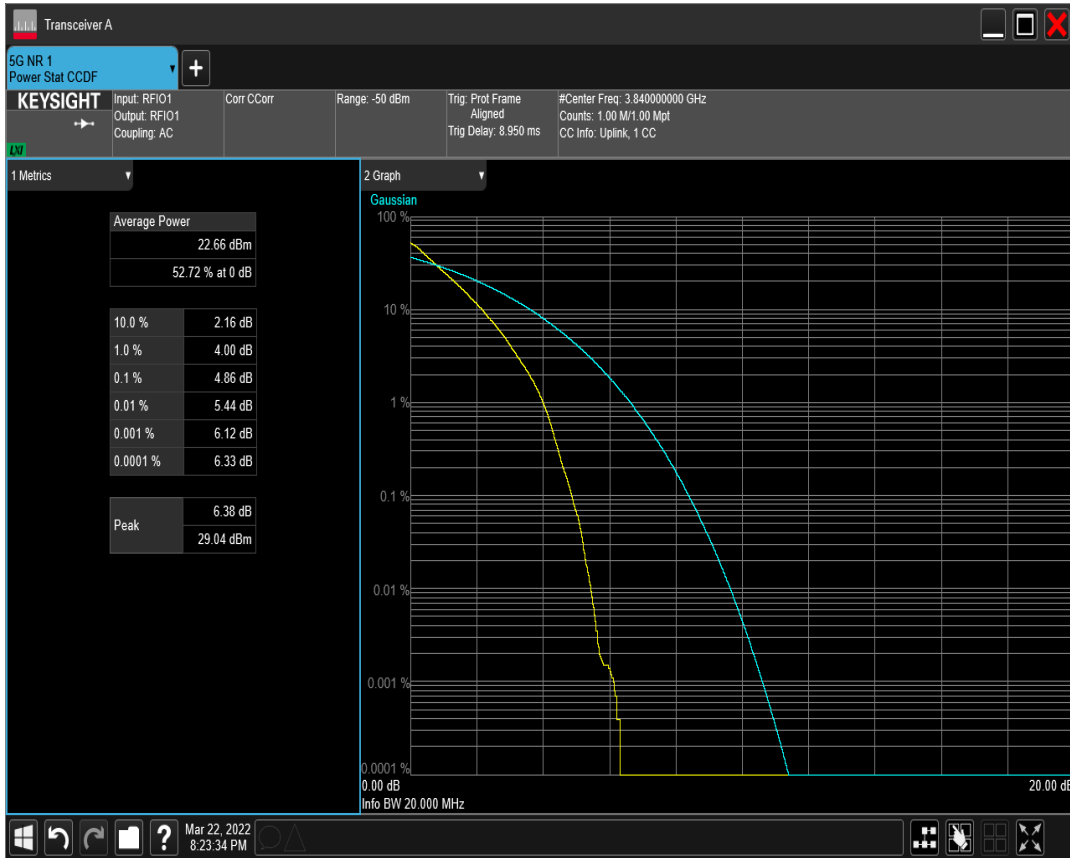 Transceiver A
5G NR 1
Power Stat CCDF
KEYSIGHT
LXI
Input: RFIO1
Output: RFIO1
Coupling: AC
Corr CCorr
Range: -50 dBm
Trig: Prot Frame
Aligned
Trig Delay: 8.950 ms
#Center Freq: 3.840000000 GHz
Counts: 1.00 M/1.00 Mpt
CC Info: Uplink, 1 CC
1 Metrics
Average Power
22.66 dBm
52.72 % at 0 dB
10.0 % 2.16 dB
1.0 % 4.00 dB
0.1 % 4.86 dB
0.01 % 5.44 dB
0.001 % 6.12 dB
0.0001 % 6.33 dB
Peak
6.38 dB
29.04 dBm
2 Graph
Gaussian
100 %
10 %
1 %
0.1 %
0.01 %
0.001 %
0.0001 %
0.00 dB
20.00 dB
Info BW 20.000 MHz
?
Mar 22, 2022
8:23:34 PM